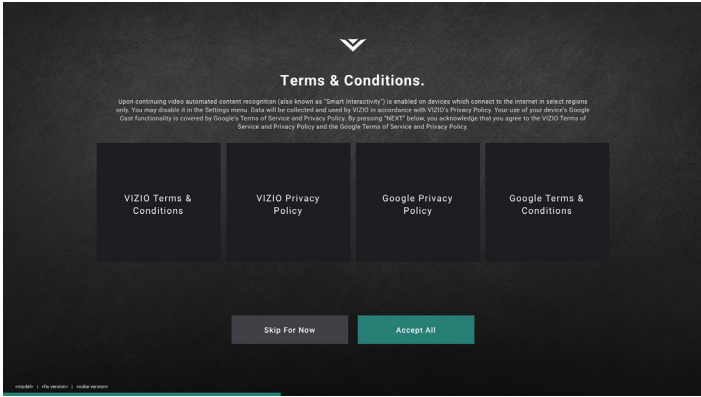 Terms & Conditions.
Upon continuing video automated content recognition (also known as "Smart Interactivity") is enabled on devices which connect to the internet in select regions
only. You may disable it in the Settings menu. Data will be collected and used by VIZIO in accordance with VIZIO's Privacy Policy. Your use of your device's Google
Cast functionality is covered by Google's Terms of Service and Privacy Policy. By pressing "NEXT" below, you acknowledge that you agree to the VIZIO Terms of
Service and Privacy Policy and the Google Terms of Service and Privacy Policy.
VIZIO Terms &
Conditions
VIZIO Privacy
Policy
Google Privacy
Policy
Google Terms &
Conditions
Skip For Now
Accept All
<model> | <fw version> | <oobe version>